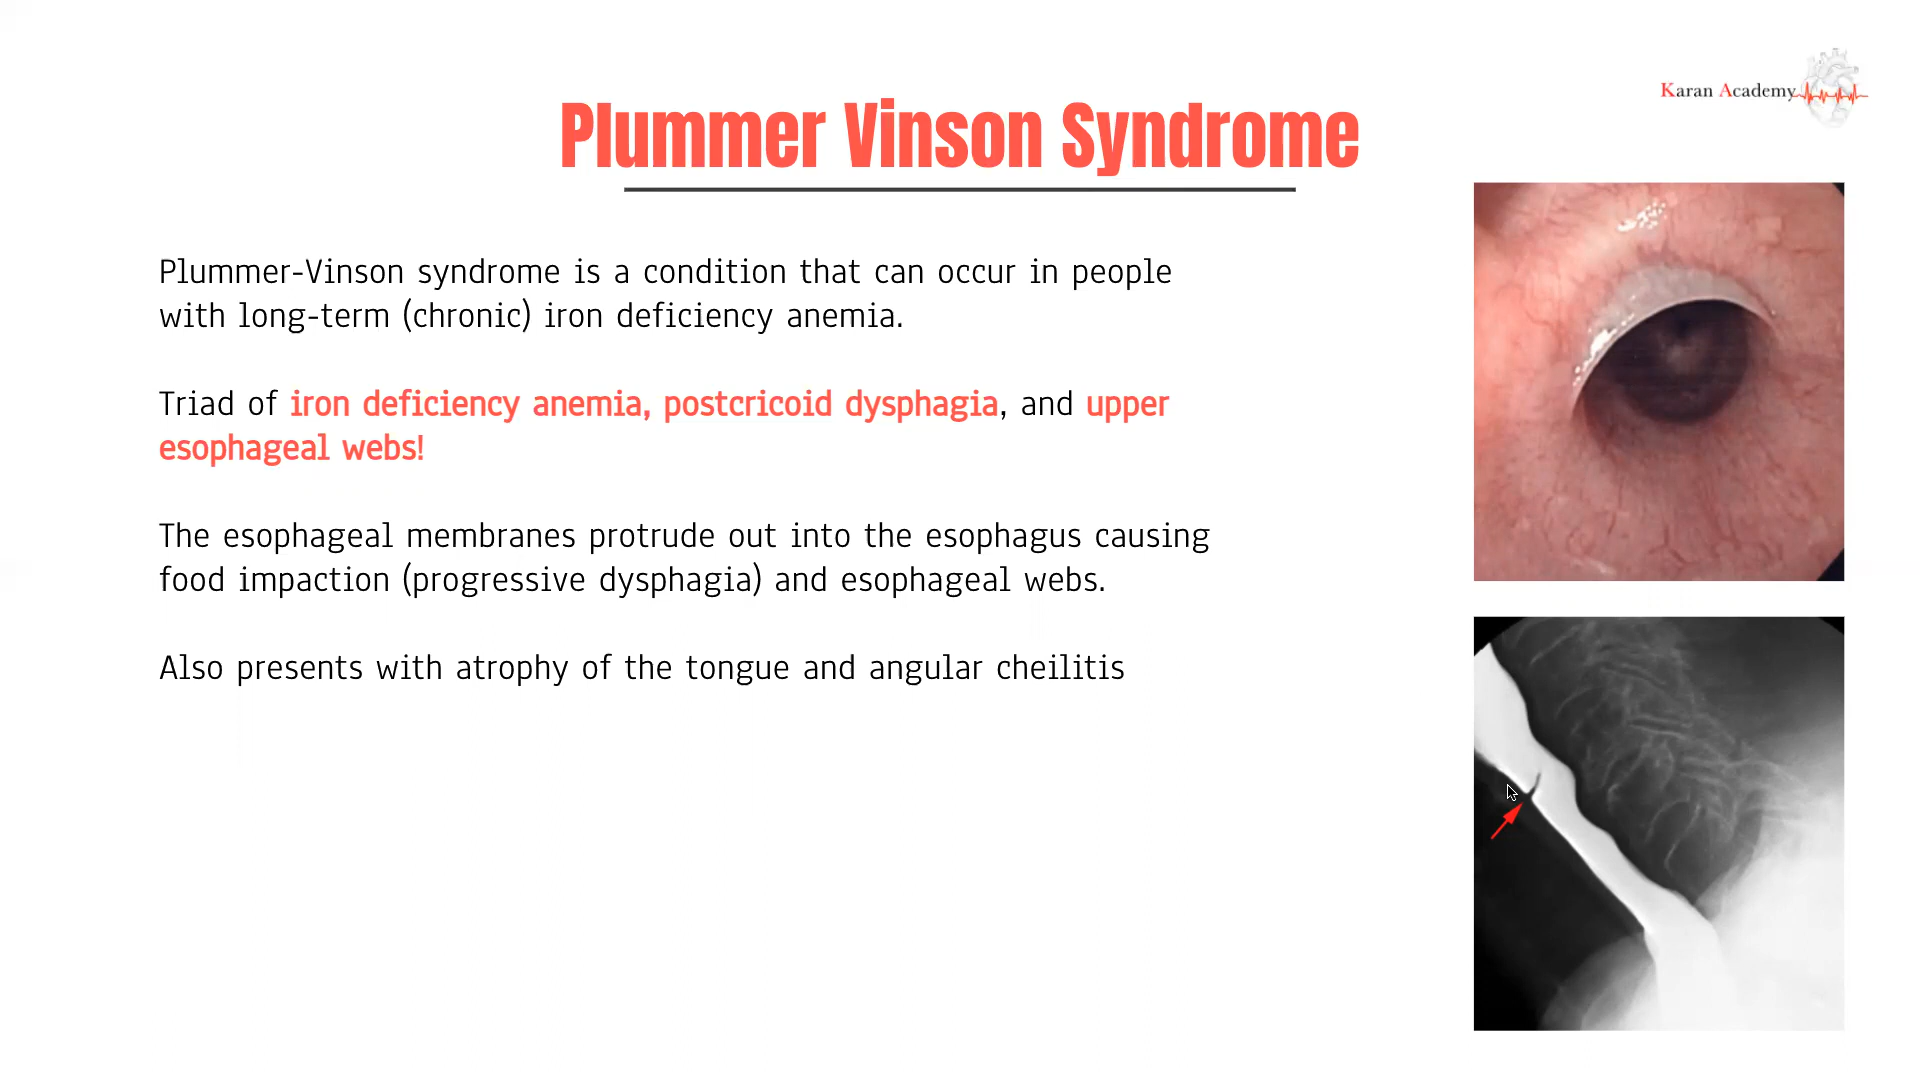 Karan Academy
Plummer Vinson Syndrome
Plummer-Vinson syndrome is a condition that can occur in people
with long-term (chronic) iron deficiency anemia.
Triad of iron deficiency anemia, postcricoid dysphagia, and upper
esophageal webs!
The esophageal membranes protrude out into the esophagus causing
food impaction (progressive dysphagia) and esophageal webs.
Also presents with atrophy of the tongue and angular cheilitis